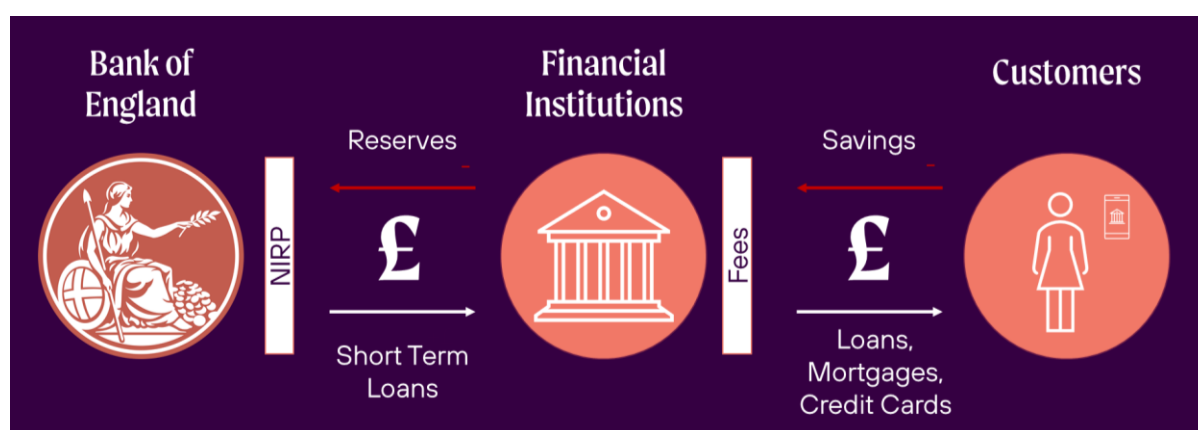 Bank of
England
Financial
Institutions
Customers
Reserves
Savings
NIRP
£
Fees
£
Short Term
Loans
Loans,
Mortgages,
Credit Cards